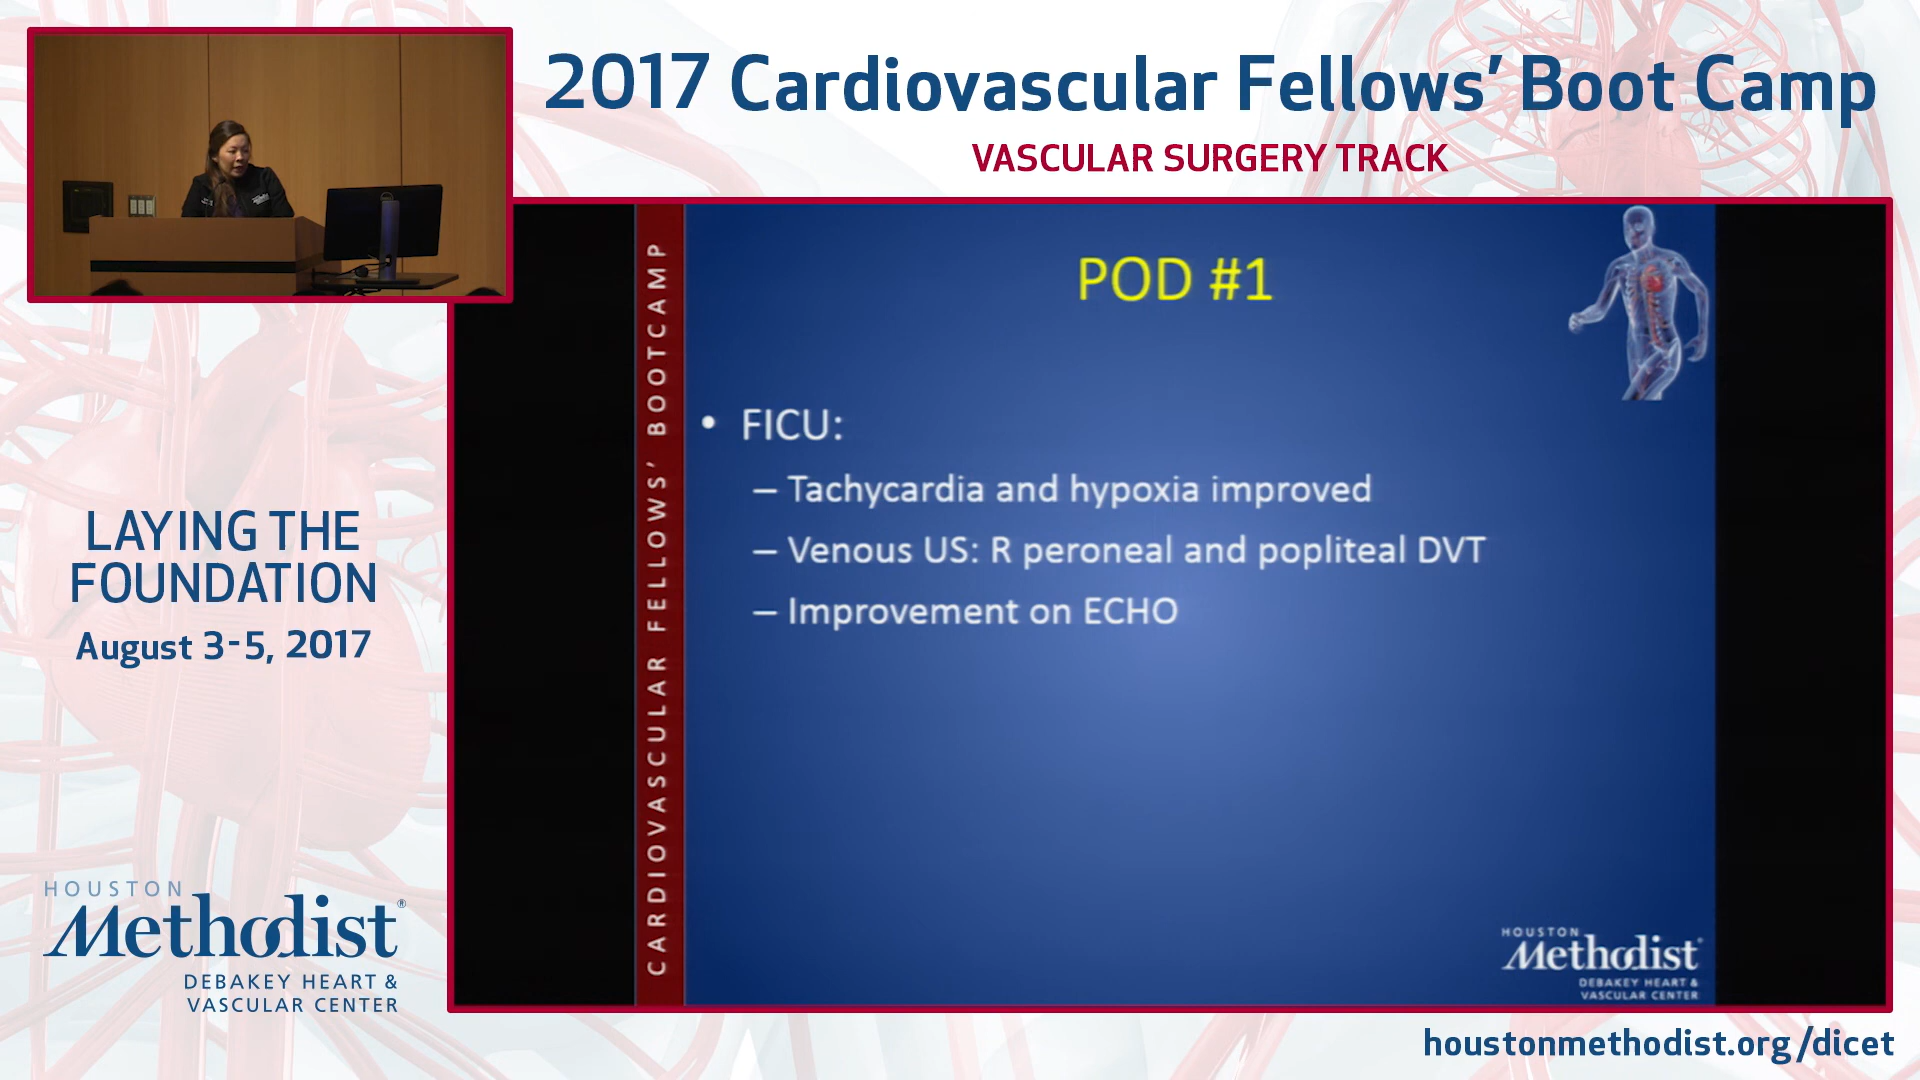 2017 Cardiovascular Fellows’ Boot Camp
VASCULAR SURGERY TRACK
CARDIOVASCULAR FELLOWS’ BOOTCAMP
POD #1
• FICU:
– Tachycardia and hypoxia improved
– Venous US: R peroneal and popliteal DVT
– Improvement on ECHO
HOUSTON
Methodist
DEBAKEY HEART &
VASCULAR CENTER
LAYING THE
FOUNDATION
August 3-5, 2017
HOUSTON
Methodist®
DEBAKEY HEART &
VASCULAR CENTER
houstonmethodist.org/dicet